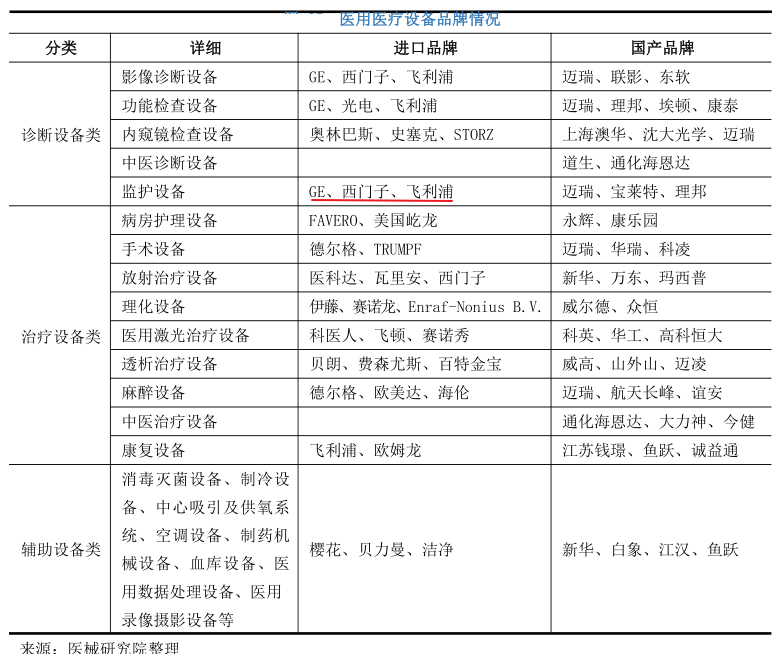 医用医疗设备品牌情况
分类 详细 进口品牌 国产品牌
诊断设备类
影像诊断设备 GE、西门子、飞利浦 迈瑞、联影、东软
功能检查设备 GE、光电、飞利浦 迈瑞、理邦、埃顿、康泰
内窥镜检查设备 奥林巴斯、史塞克、STORZ 上海澳华、沈大光学、迈瑞
中医诊断设备 道生、通化海恩达
监护设备 GE、西门子、飞利浦 迈瑞、宝莱特、理邦
治疗设备类
病房护理设备 FAVERO、美国屹龙 永辉、康乐园
手术设备 德尔格、TRUMPF 迈瑞、华瑞、科凌
放射治疗设备 医科达、瓦里安、西门子 新华、万东、玛西普
理化设备 伊藤、赛诺龙、Enraf-Nonius B.V. 威尔德、众恒
医用激光治疗设备 科医人、飞顿、赛诺秀 科英、华工、高科恒大
透析治疗设备 贝朗、费森尤斯、百特金宝 威高、山外山、迈凌
麻醉设备 德尔格、欧美达、海伦 迈瑞、航天长峰、谊安
中医治疗设备 通化海恩达、大力神、今健
康复设备 飞利浦、欧姆龙 江苏钱璟、鱼跃、诚益通
辅助设备类
消毒灭菌设备、制冷设
备、中心吸引及供氧系
统、空调设备、制药机
械设备、血库设备、医
用数据处理设备、医用
录像摄影设备等
樱花、贝力曼、洁净 新华、白象、江汉、鱼跃
来源：医械研究院整理